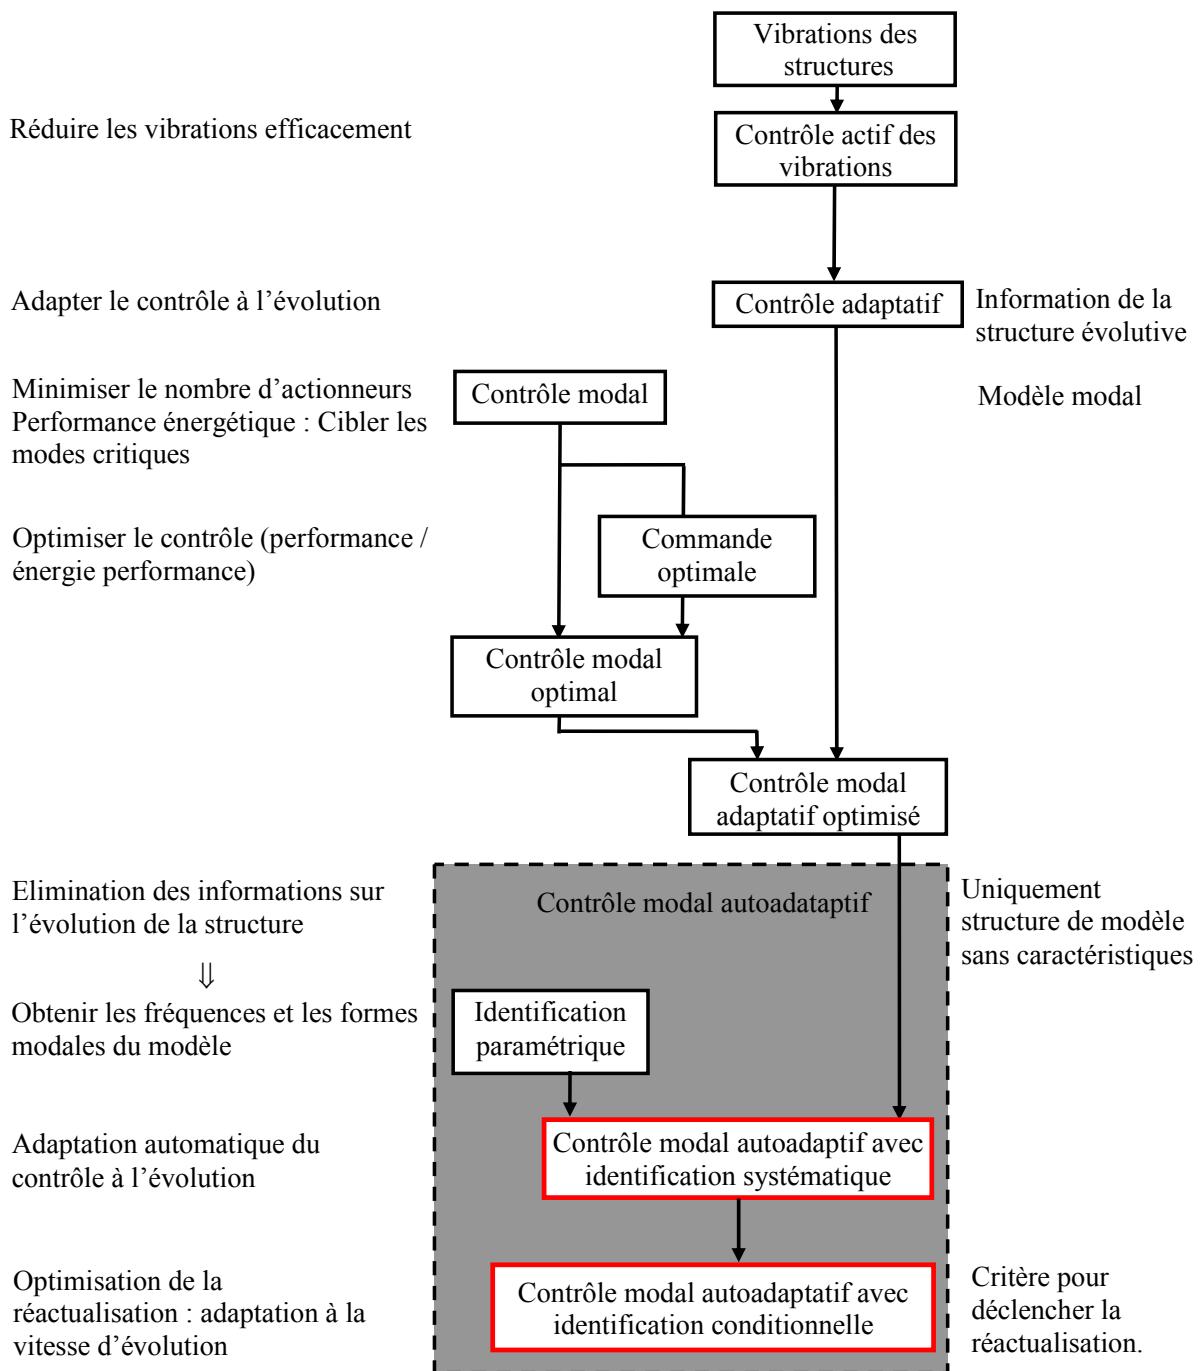 Vibrations des
structures
Réduire les vibrations efficacement
Contrôle actif des
vibrations
Adapter le contrôle à l’évolution
Contrôle adaptatif
Information de la
structure évolutive
Minimiser le nombre d’actionneurs
Performance énergétique : Cibler les
modes critiques
Contrôle modal
Modèle modal
Optimiser le contrôle (performance /
énergie performance)
Commande
optimale
Contrôle modal
optimal
Contrôle modal
adaptatif optimisé
Elimination des informations sur
l’évolution de la structure
Contrôle modal autoadataptif
Uniquement
structure de modèle
sans caractéristiques
⇓
Obtenir les fréquences et les formes
modales du modèle
Identification
paramétrique
Adaptation automatique du
contrôle à l’évolution
Contrôle modal autoadaptif avec
identification systématique
Optimisation de la
réactualisation : adaptation à la
vitesse d’évolution
Contrôle modal autoadaptatif avec
identification conditionnelle
Critère pour
déclencher la
réactualisation.